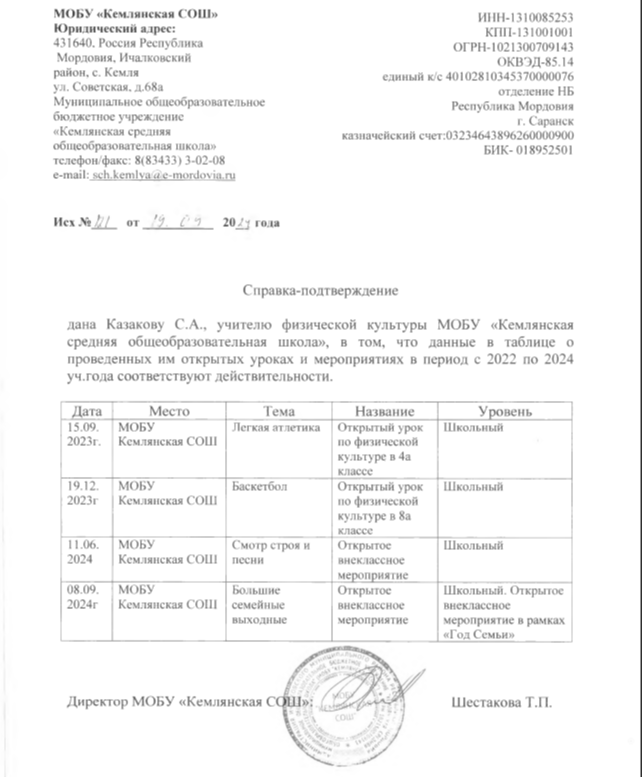 МОБУ «Кемлянская СОШ»
Юридический адрес:
431640. Россия Республика
Мордовия, Ичалковский
район, с. Кемля
ул. Советская. д.68а
Муниципальное общеобразовательное
бюджетное учреждение
«Кемлянская средняя
общеобразовательная школа»
телефон/факс: 8(83433) 3-02-08
e-mail: sch.kemlya@e-mordovia.ru
ИНН-1310085253
КПП-131001001
ОГРН-1021300709143
ОКВЭД-85.14
единый к/с 40102810345370000076
отделение НБ
Республика Мордовия
г. Саранск
казначейский счет:03234643896260000900
БИК- 018952501
Исх № от 19 09 2024 года
Справка-подтверждение
дана Казакову С.А., учителю физической культуры МОБУ «Кемлянская
средняя общеобразовательная школа», в том, что данные в таблице о
проведенных им открытых уроках и мероприятиях в период с 2022 по 2024
уч.года соответствуют действительности.
Дата Место Тема Название Уровень
15.09. МОБУ Легкая атлетика Открытый урок Школьный
2023г. Кемлянская СОШ по физической
культуре в 4а
классе
19.12. МОБУ Баскетбол Открытый урок Школьный
2023г Кемлянская СОШ по физической
культуре в 8а
классе
11.06. МОБУ Смотр строя и Открытое Школьный
2024 Кемлянская СОШ песни внеклассное
мероприятие
08.09. МОБУ Большие Открытое Школьный. Открытое
2024г Кемлянская СОШ семейные внеклассное внеклассное
выходные мероприятие мероприятие в рамках
«Год Семьи»
Директор МОБУ «Кемлянская СОШ»: Шестакова Т.П.